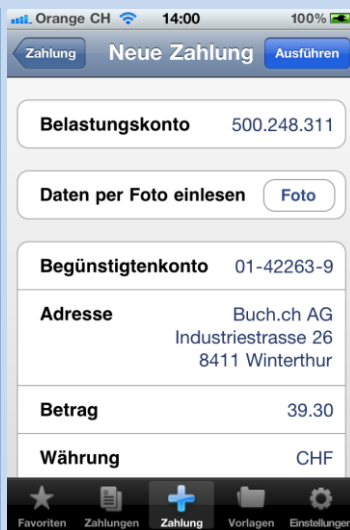 Orange CH 14:00 100%
Zahlung Neue Zahlung Ausführen
Belastungskonto 500.248.311
Daten per Foto einlesen Foto
Begünstigtenkonto 01-42263-9
Adresse Buch.ch AG
Industriestrasse 26
8411 Winterthur
Betrag 39.30
Währung CHF
Favoriten Zahlungen Zahlung Vorlagen Einstellungen